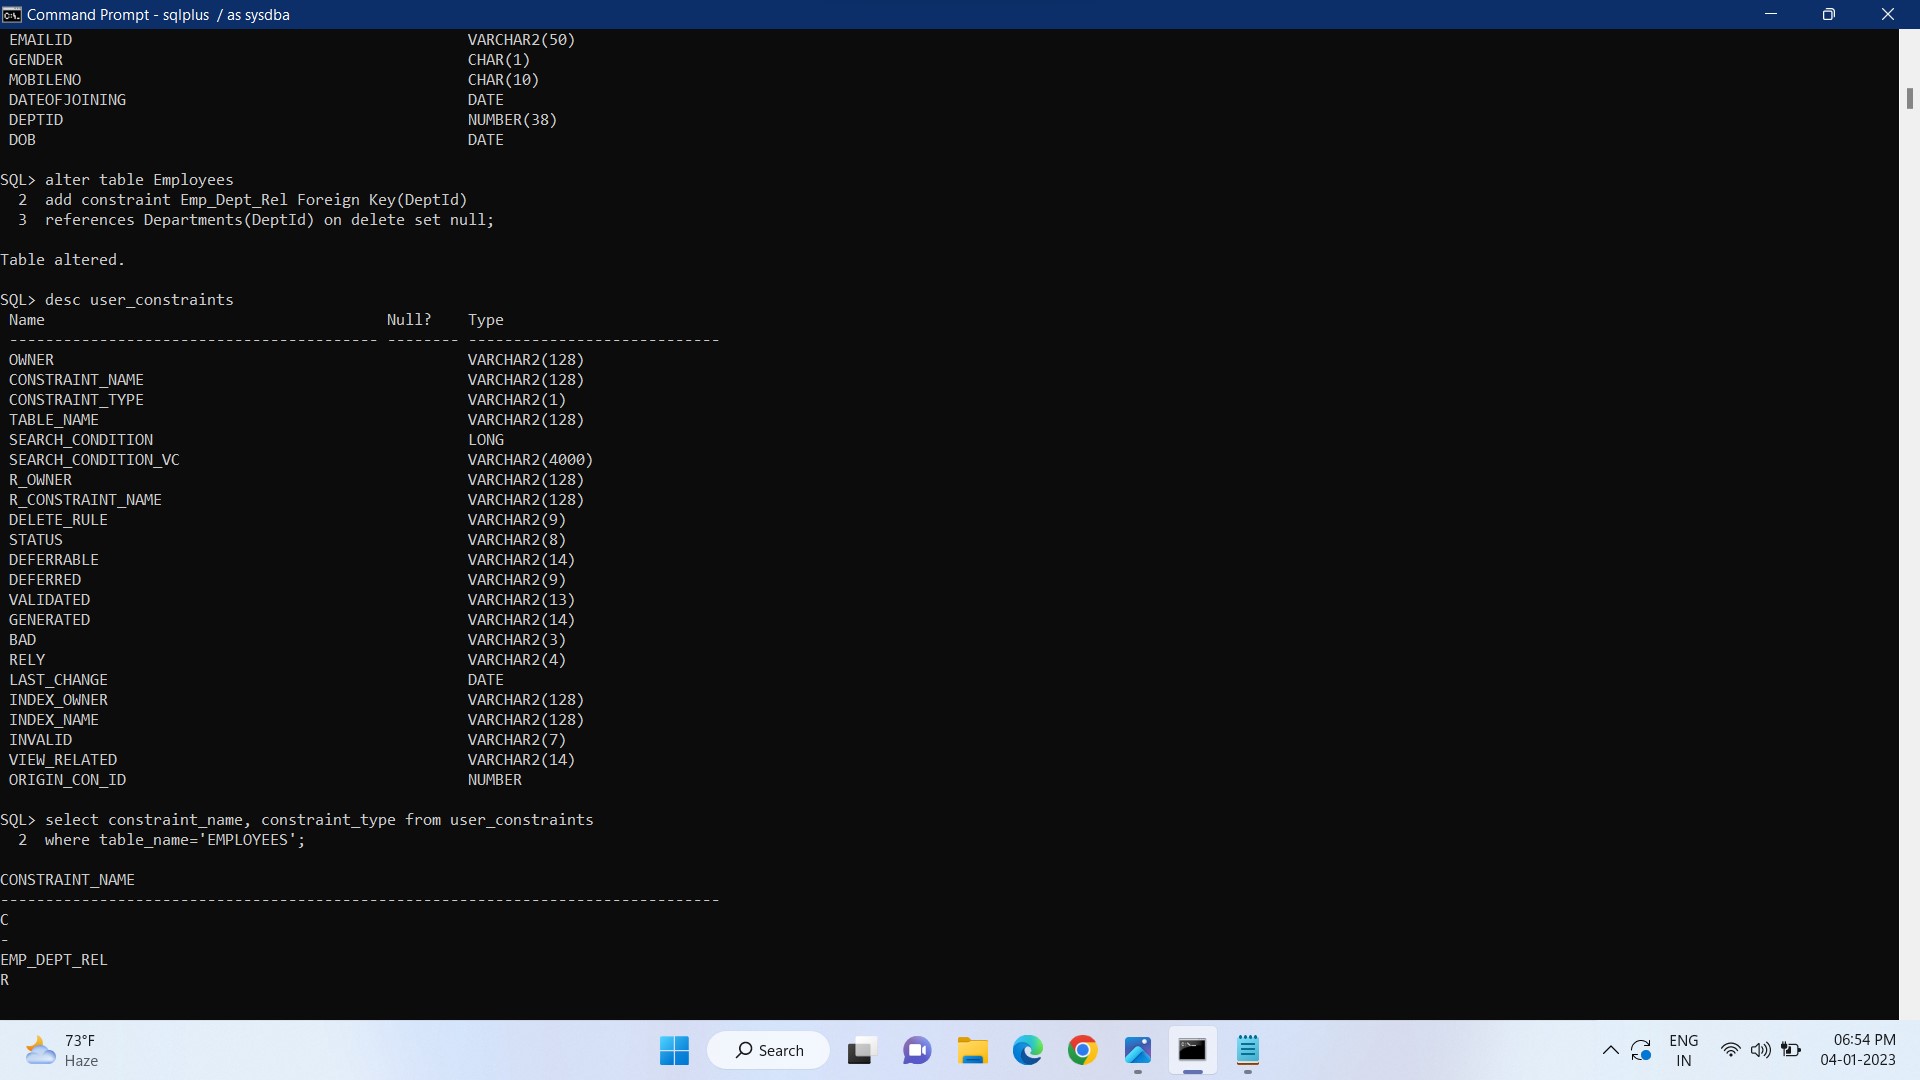 Command Prompt - sqlplus  / as sysdba
EMAILID VARCHAR2(50)
GENDER CHAR(1)
MOBILENO CHAR(10)
DATEOFJOINING DATE
DEPTID NUMBER(38)
DOB DATE
SQL> alter table Employees
2  add constraint Emp_Dept_Rel Foreign Key(DeptId)
3  references Departments(DeptId) on delete set null;
Table altered.
SQL> desc user_constraints
Name Null? Type
----------------------------------------- -------- ----------------------------
OWNER VARCHAR2(128)
CONSTRAINT_NAME VARCHAR2(128)
CONSTRAINT_TYPE VARCHAR2(1)
TABLE_NAME VARCHAR2(128)
SEARCH_CONDITION LONG
SEARCH_CONDITION_VC VARCHAR2(4000)
R_OWNER VARCHAR2(128)
R_CONSTRAINT_NAME VARCHAR2(128)
DELETE_RULE VARCHAR2(9)
STATUS VARCHAR2(8)
DEFERRABLE VARCHAR2(14)
DEFERRED VARCHAR2(9)
VALIDATED VARCHAR2(13)
GENERATED VARCHAR2(14)
BAD VARCHAR2(3)
RELY VARCHAR2(4)
LAST_CHANGE DATE
INDEX_OWNER VARCHAR2(128)
INDEX_NAME VARCHAR2(128)
INVALID VARCHAR2(7)
VIEW_RELATED VARCHAR2(14)
ORIGIN_CON_ID NUMBER
SQL> select constraint_name, constraint_type from user_constraints
2  where table_name='EMPLOYEES';
CONSTRAINT_NAME
--------------------------------------------------------------------------------
C
-
EMP_DEPT_REL
R
73°F
Haze
Search
ENG
IN
06:54 PM
04-01-2023